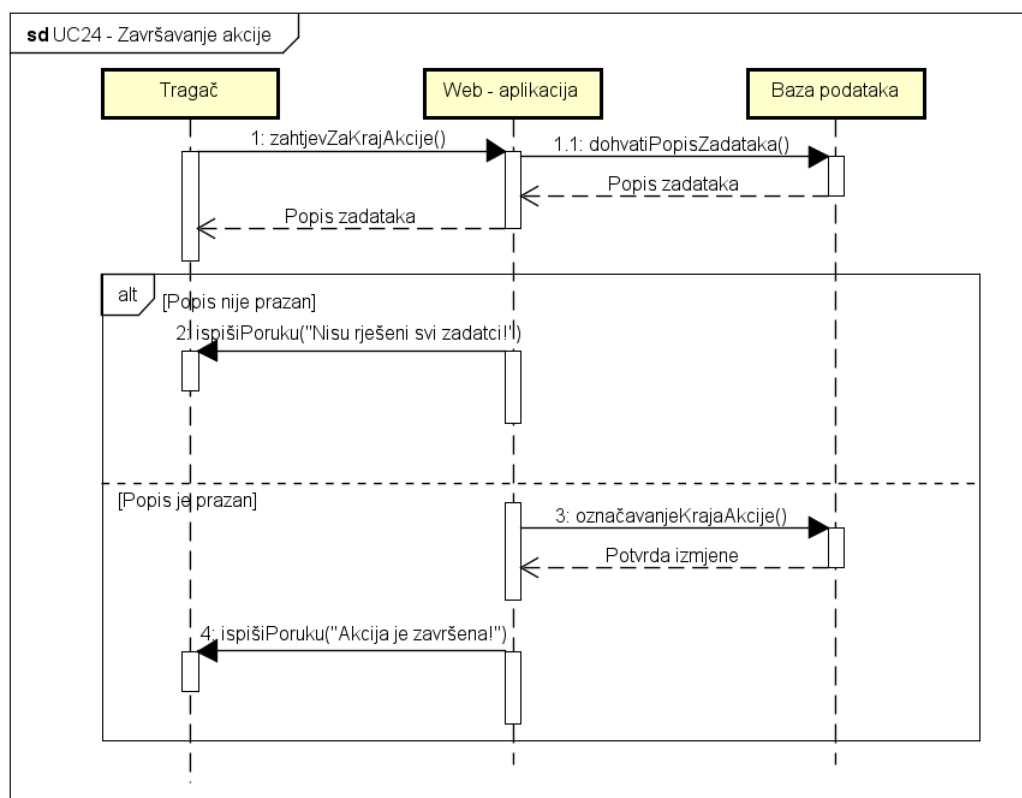 sd UC24 - Završavanje akcije
Tragač
Web - aplikacija
Baza podataka
1: zahtjevZaKrajAkcije()
1.1: dohvatiPopisZadataka()
Popis zadataka
Popis zadataka
alt
[Popis nije prazan]
2: ispišiPoruku("Nisu rješeni svi zadatci!")
[Popis je prazan]
3: označavanjeKrajaAkcije()
Potvrda izmjene
4: ispišiPoruku("Akcija je završena!")